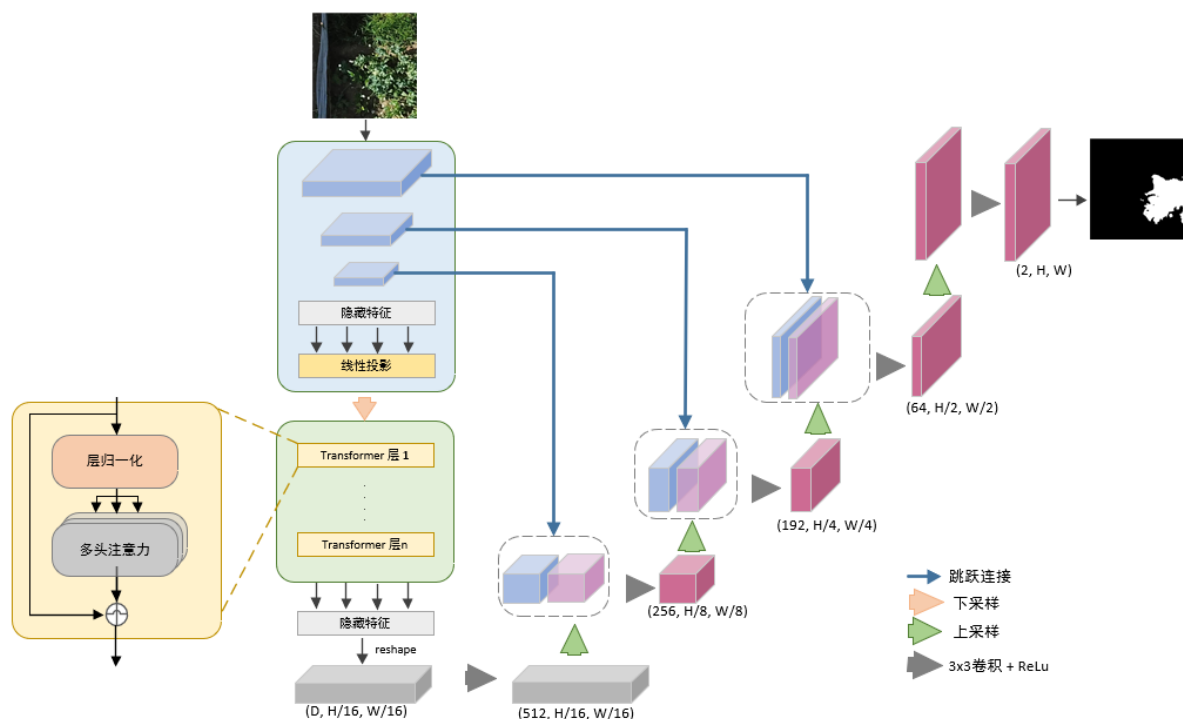 隐藏特征
线性投影
层归一化
多头注意力
Transformer 层 1
Transformer 层n
隐藏特征
reshape
(D, H/16, W/16)
(512, H/16, W/16)
(256, H/8, W/8)
(192, H/4, W/4)
(64, H/2, W/2)
(2, H, W)
跳跃连接
下采样
上采样
3x3卷积 + ReLu